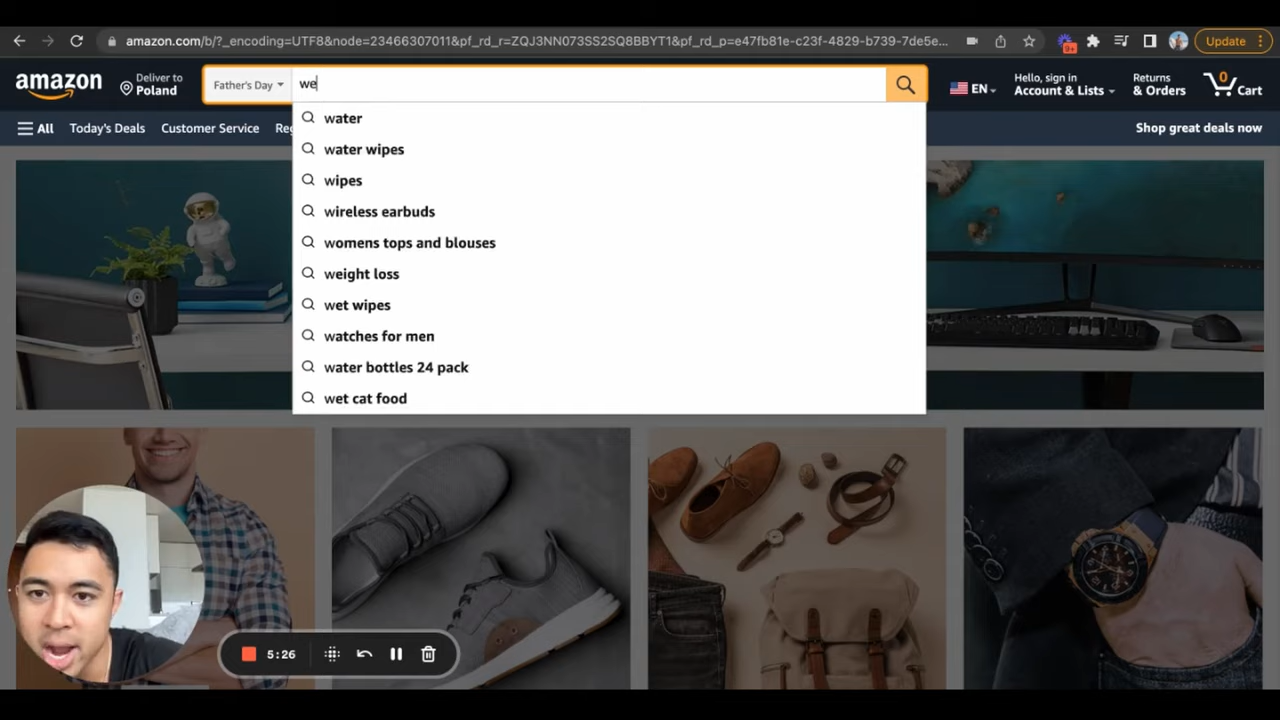 amazon.com/b/?_encoding=UTF8&node=23466307011&pf_rd_r=ZQJ3NN073SS2SQ8BBYT1&pf_rd_p=e47fb81e-c23f-4829-b739-7de5e...
9+
Update
amazon
Deliver to
Poland
Father's Day
we
EN
Hello, sign in
Account & Lists
Returns
& Orders
0
Cart
All
Today's Deals
Customer Service
Reg
Shop great deals now
water
water wipes
wipes
wireless earbuds
womens tops and blouses
weight loss
wet wipes
watches for men
water bottles 24 pack
wet cat food
5:26